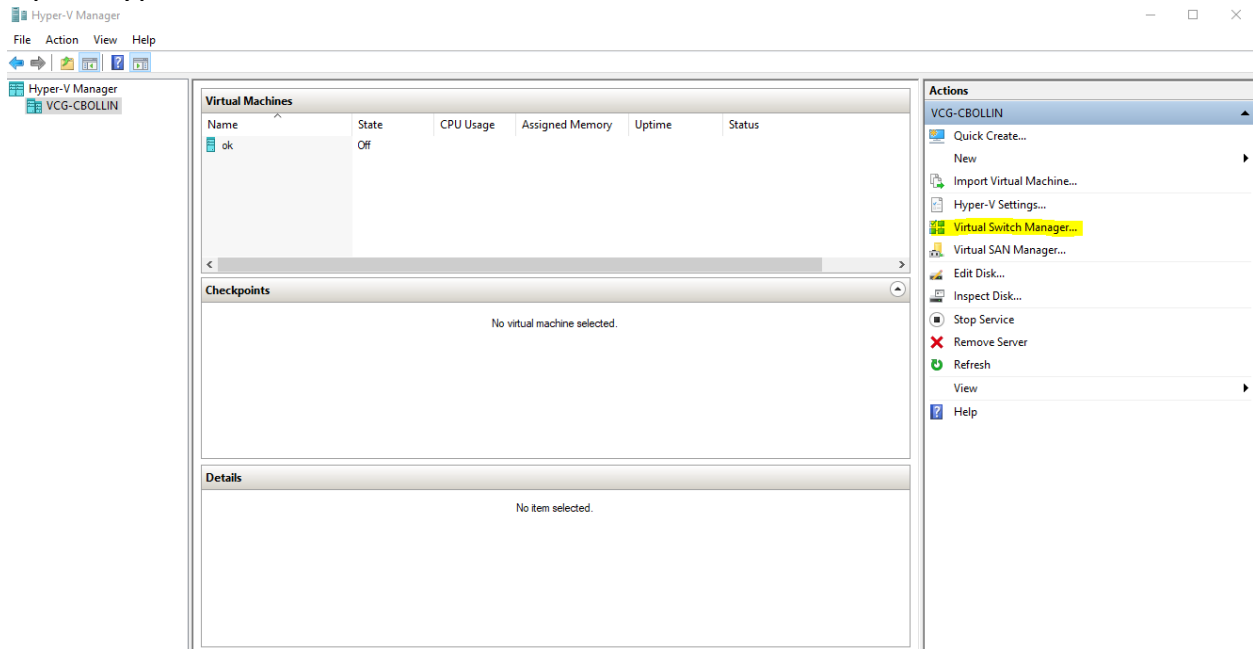 Hyper-V Manager
File Action View Help
Hyper-V Manager
VCG-CBOLLIN
Virtual Machines
Name State CPU Usage Assigned Memory Uptime Status
ok Off
Checkpoints
No virtual machine selected.
Details
No item selected.
Actions
VCG-CBOLLIN
Quick Create...
New
Import Virtual Machine...
Hyper-V Settings...
Virtual Switch Manager...
Virtual SAN Manager...
Edit Disk...
Inspect Disk...
Stop Service
Remove Server
Refresh
View
Help